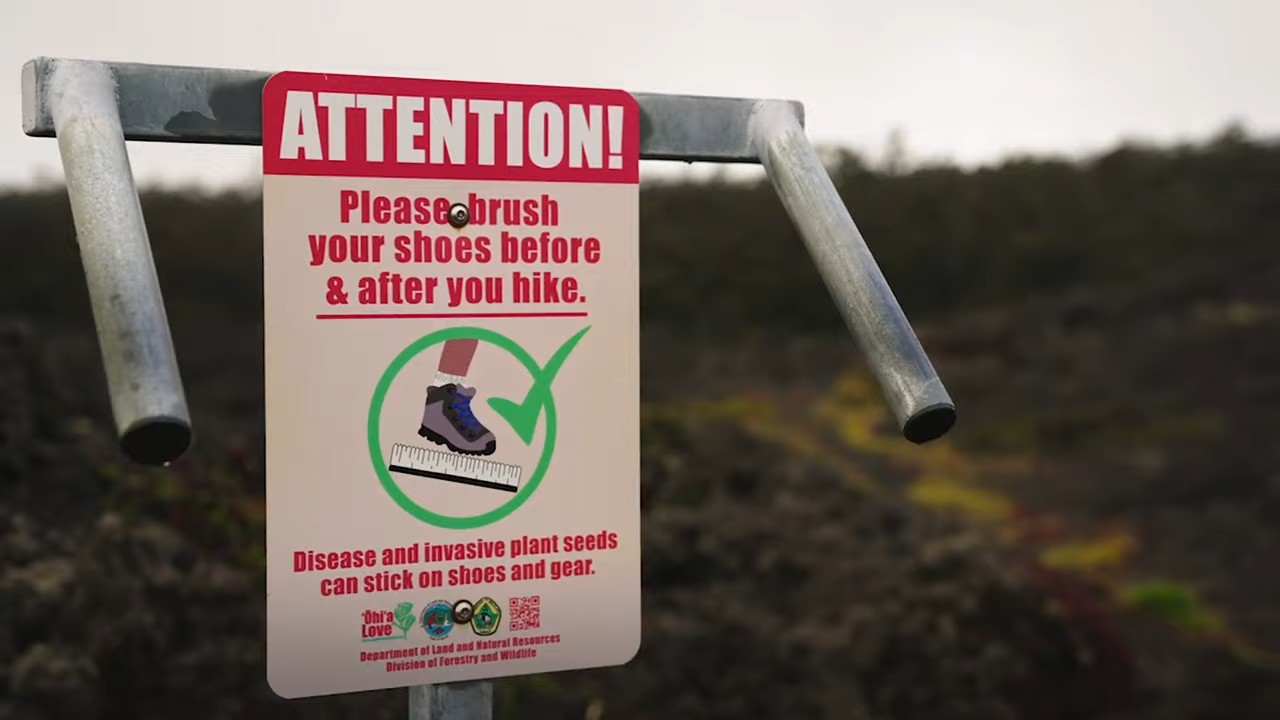 ATTENTION!
Please brush
your shoes before
& after you hike.
Disease and invasive plant seeds
can stick on shoes and gear.
ʻŌhiʻa
Love
Department of Land and Natural Resources
Division of Forestry and Wildlife